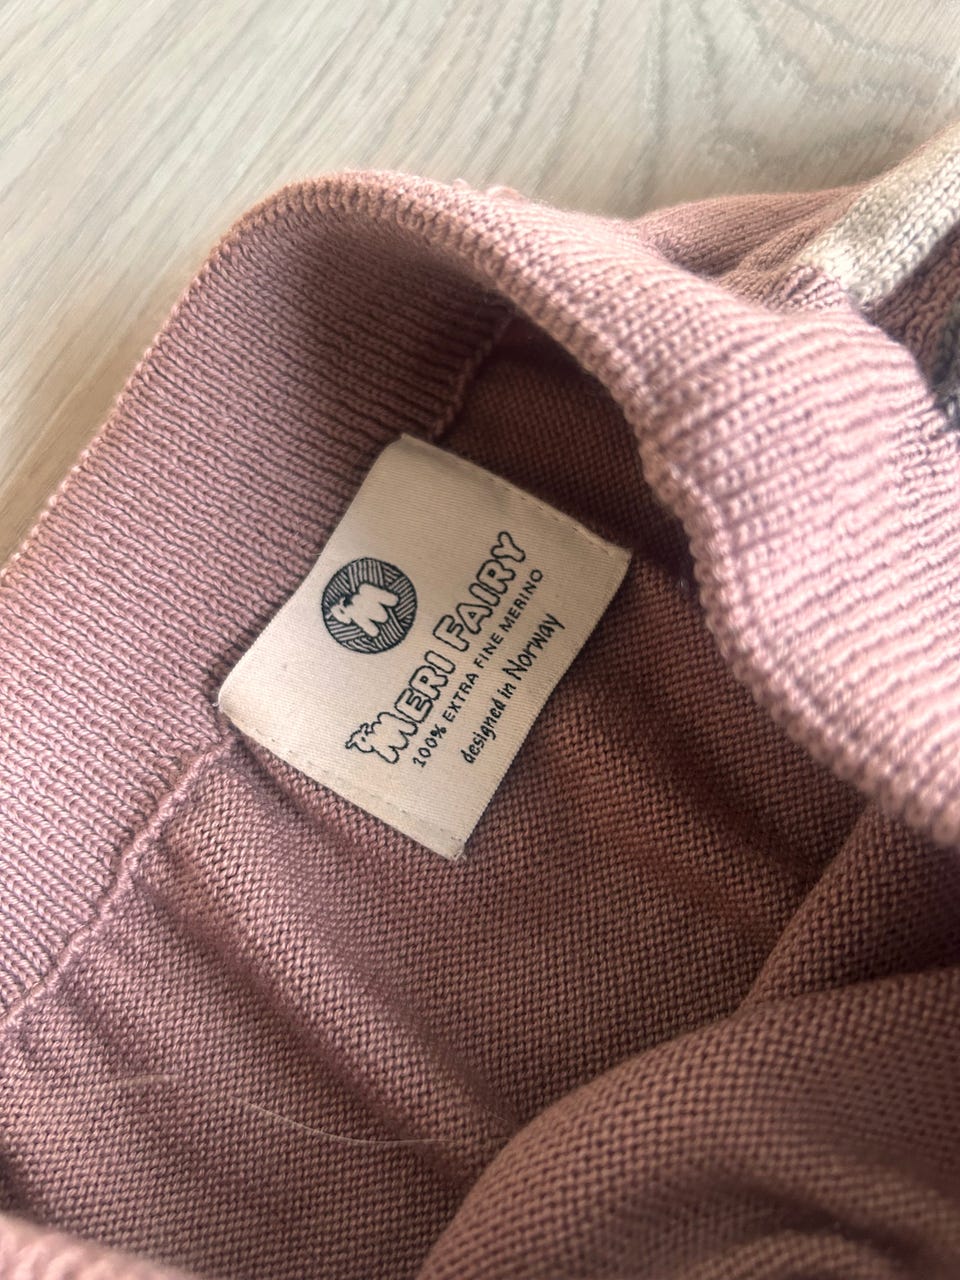 MERI FAIRY
100% EXTRA FINE MERINO
designed in Norway